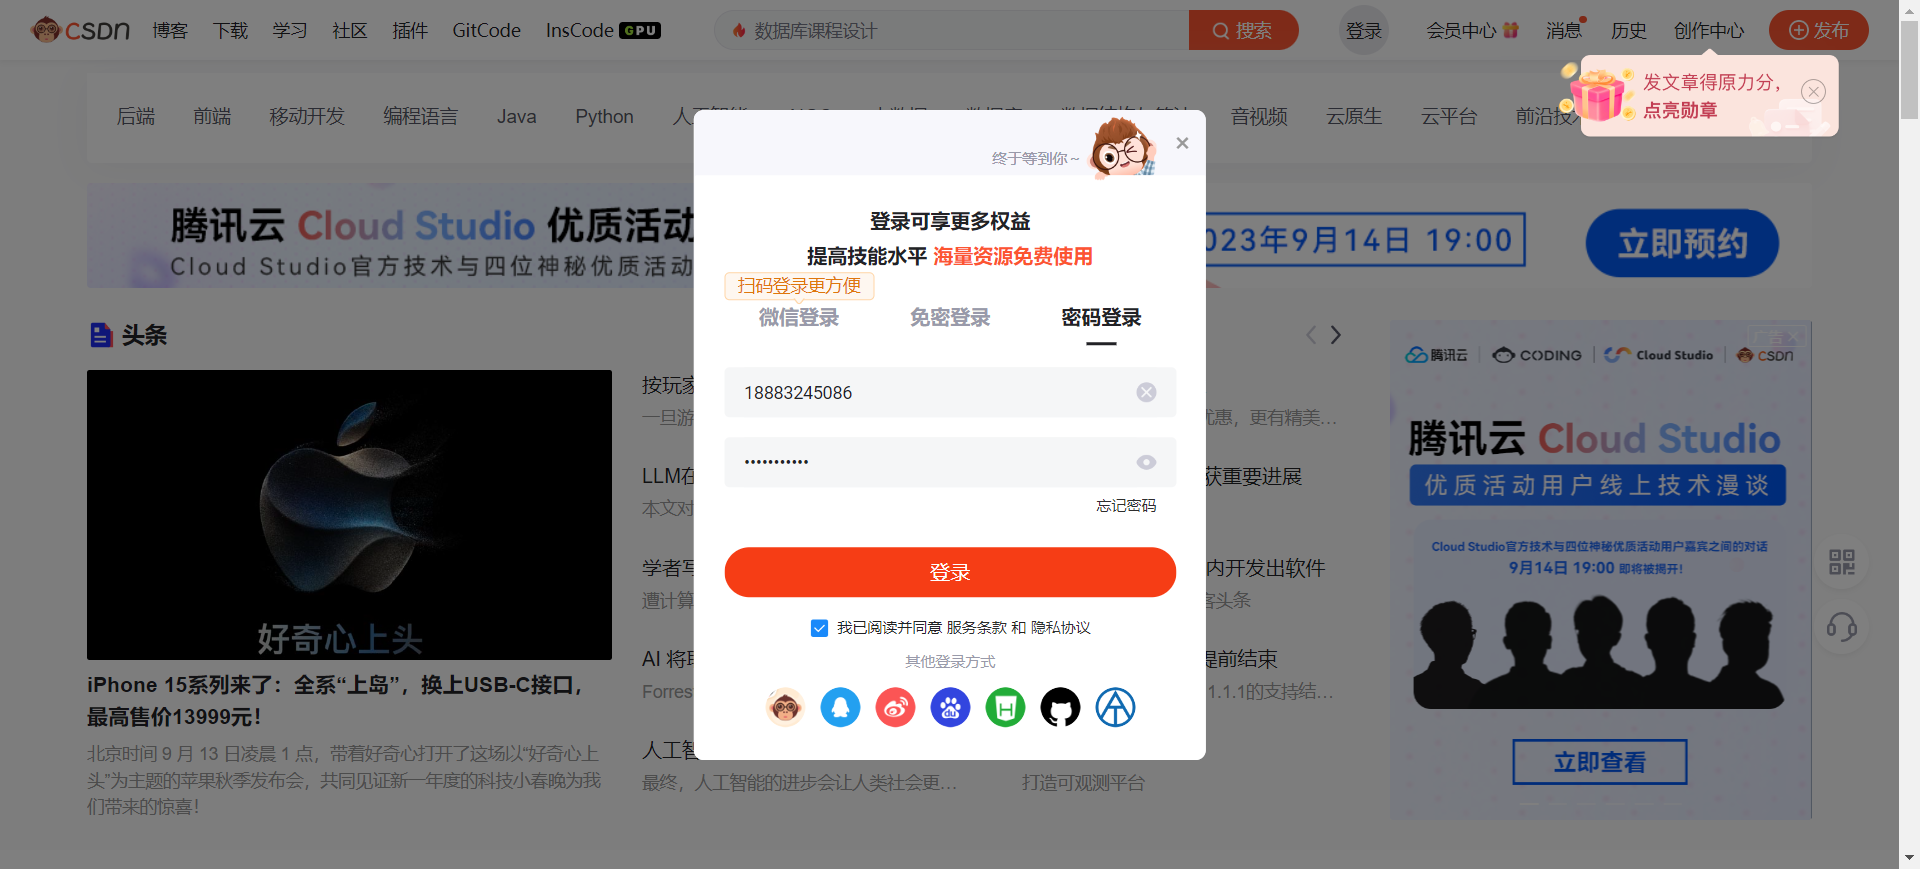 CSDN 博客 下载 学习 社区 插件 GitCode InsCode GPU 数据库课程设计 搜索 登录 会员中心 消息 历史 创作中心 发布
发文章得原力分，
点亮勋章
后端 前端 移动开发 编程语言 Java Python 音视频 云原生 云平台 前沿技
终于等到你~
登录可享更多权益
提高技能水平 海量资源免费使用
扫码登录更方便
微信登录 免密登录 密码登录
18883245086
•••••••••••
忘记密码
登录
我已阅读并同意 服务条款 和 隐私协议
其他登录方式
腾讯云 Cloud Studio 优质活动
Cloud Studio官方技术与四位神秘优质活动
023年9月14日 19:00
立即预约
头条
好奇心上头
iPhone 15系列来了：全系“上岛”，换上USB-C接口，
最高售价13999元！
北京时间 9 月 13 日凌晨 1 点，带着好奇心打开了这场以“好奇心上
头”为主题的苹果秋季发布会，共同见证新一年度的科技小春晚为我
们带来的惊喜！
按玩家
一旦游
优惠，更有精美…
LLM在
获重要进展
本文对
学者写
内开发出软件
遭计算
客头条
AI 将取
提前结束
Forres
1.1.1的支持结…
人工智
最终，人工智能的进步会让人类社会更…
打造可观测平台
广告
腾讯云 CODING Cloud Studio CSDN
腾讯云 Cloud Studio
优质活动用户线上技术漫谈
Cloud Studio官方技术与四位神秘优质活动用户嘉宾之间的对话
9月14日 19:00 即将被揭开！
立即查看